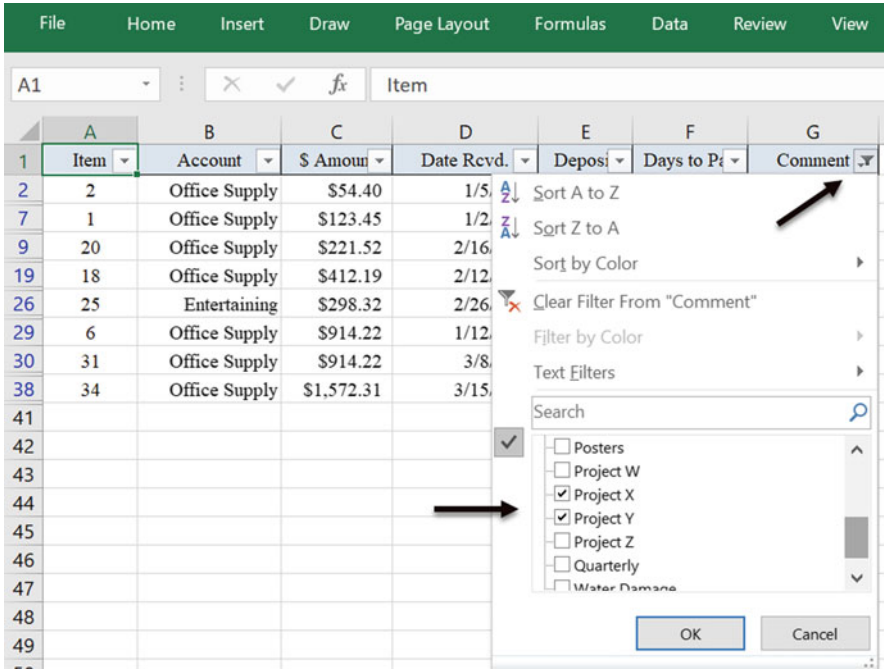 File Home Insert Draw Page Layout Formulas Data Review View
A1 fx Item
A B C D E F G
1 Item Account $ Amoun Date Rcvd. Deposi Days to Pa Comment
2 2 Office Supply $54.40 1/5/
7 1 Office Supply $123.45 1/2/
9 20 Office Supply $221.52 2/16/
19 18 Office Supply $412.19 2/12/
26 25 Entertaining $298.32 2/26/
29 6 Office Supply $914.22 1/12/
30 31 Office Supply $914.22 3/8/
38 34 Office Supply $1,572.31 3/15/
41
42
43
44
45
46
47
48
49
Sort A to Z
Sort Z to A
Sort by Color
Clear Filter From "Comment"
Filter by Color
Text Filters
Search
Posters
Project W
Project X
Project Y
Project Z
Quarterly
Water Damage
OK Cancel